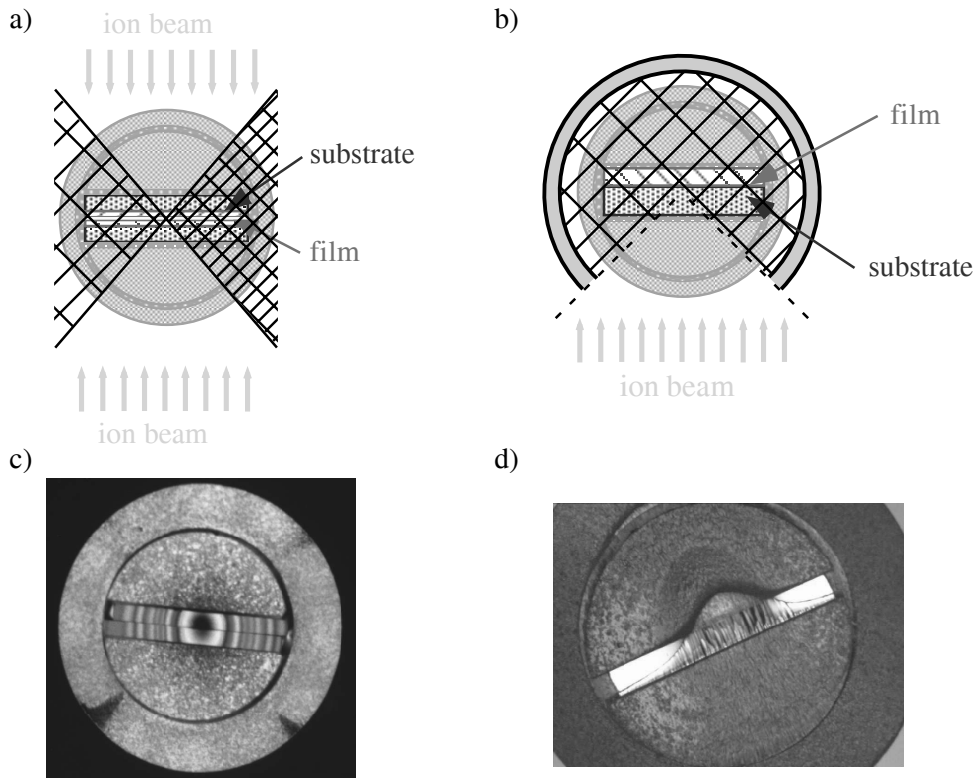 a)
ion beam
substrate
film
ion beam
b)
film
substrate
ion beam
c)
d)